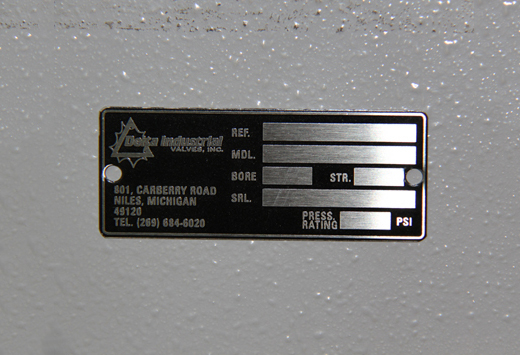 Delta Industrial
VALVES, INC.
801, CARBERRY ROAD
NILES, MICHIGAN
49120
TEL. (269) 684-6020
REF.
MDL.
BORE STR.
SRL.
PRESS.
RATING PSI